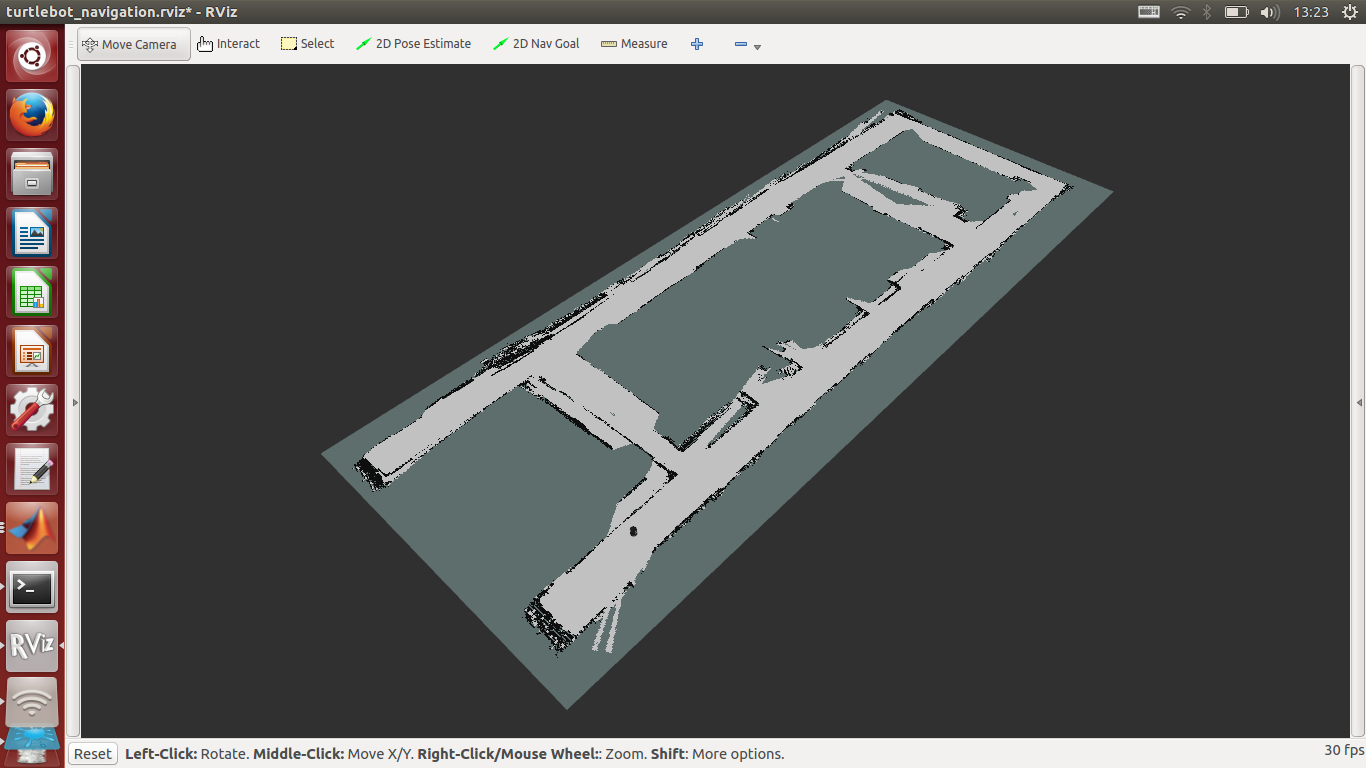 turtlebot_navigation.rviz* - RViz
13:23
Move Camera Interact Select 2D Pose Estimate 2D Nav Goal Measure
>_
RViz
Reset Left-Click: Rotate. Middle-Click: Move X/Y. Right-Click/Mouse Wheel:: Zoom. Shift: More options.
30 fps